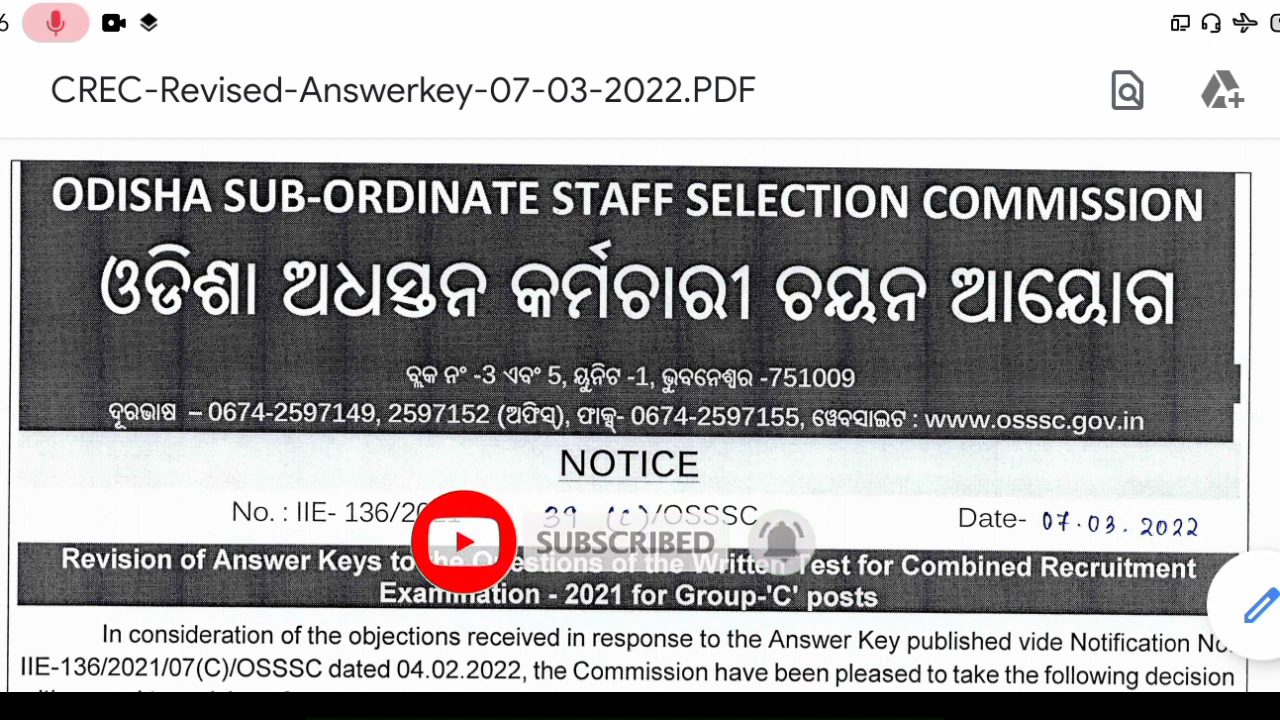 6
CREC-Revised-Answerkey-07-03-2022.PDF
ODISHA SUB-ORDINATE STAFF SELECTION COMMISSION
ଓଡିଶା ଅଧସ୍ତନ କର୍ମଚାରୀ ଚୟନ ଆୟୋଗ
ବ୍ଲକ ନଂ -3 ଏବଂ 5, ୟୁନିଟ -1, ଭୁବନେଶ୍ୱର -751009
ଦୂରଭାଷ – 0674-2597149, 2597152 (ଅଫିସ୍), ଫାକ୍ସ- 0674-2597155, ୱେବସାଇଟ : www.osssc.gov.in
NOTICE
No. : IIE- 136/2021 39 (C)/OSSSC Date- 07.03.2022
SUBSCRIBED
Revision of Answer Keys to the Questions of the Written Test for Combined Recruitment
Examination - 2021 for Group-'C' posts
In consideration of the objections received in response to the Answer Key published vide Notification No.
IIE-136/2021/07(C)/OSSSC dated 04.02.2022, the Commission have been pleased to take the following decision